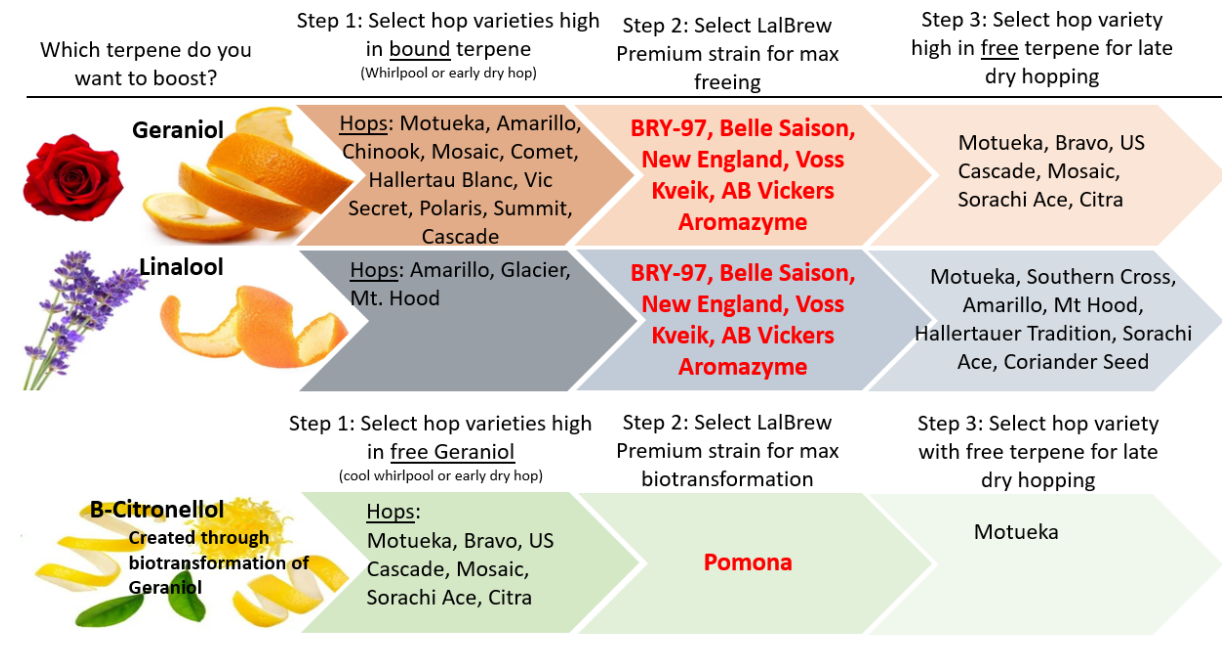 Which terpene do you
want to boost?
Step 1: Select hop varieties high
in bound terpene
(Whirlpool or early dry hop)
Step 2: Select LalBrew
Premium strain for max
freeing
Step 3: Select hop variety
high in free terpene for late
dry hopping
Geraniol
Hops: Motueka, Amarillo,
Chinook, Mosaic, Comet,
Hallertau Blanc, Vic
Secret, Polaris, Summit,
Cascade
BRY-97, Belle Saison,
New England, Voss
Kveik, AB Vickers
Aromazyme
Motueka, Bravo, US
Cascade, Mosaic,
Sorachi Ace, Citra
Linalool
Hops: Amarillo, Glacier,
Mt. Hood
BRY-97, Belle Saison,
New England, Voss
Kveik, AB Vickers
Aromazyme
Motueka, Southern Cross,
Amarillo, Mt Hood,
Hallertauer Tradition, Sorachi
Ace, Coriander Seed
Step 1: Select hop varieties high
in free Geraniol
(cool whirlpool or early dry hop)
Step 2: Select LalBrew
Premium strain for max
biotransformation
Step 3: Select hop variety
with free terpene for late
dry hopping
B-Citronellol
Created through
biotransformation of
Geraniol
Hops:
Motueka, Bravo, US
Cascade, Mosaic,
Sorachi Ace, Citra
Pomona
Motueka